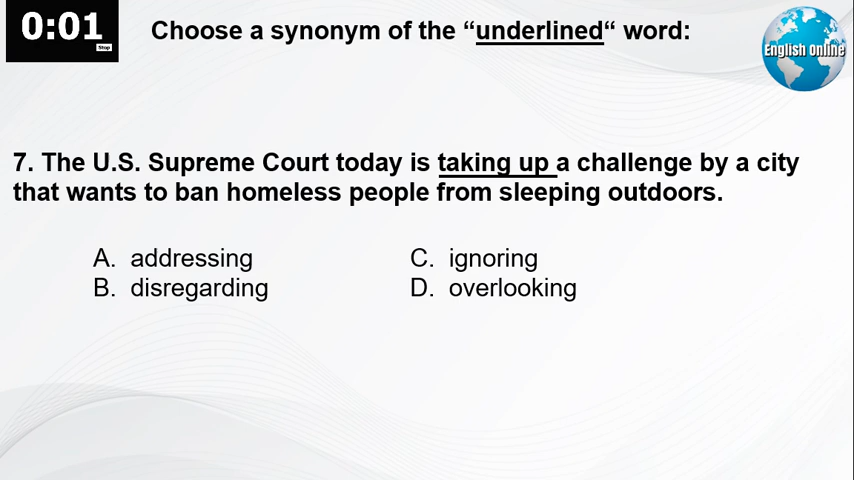 0:01
Stop
Choose a synonym of the “underlined“ word:
English Online
7. The U.S. Supreme Court today is taking up a challenge by a city
that wants to ban homeless people from sleeping outdoors.
A. addressing
C. ignoring
B. disregarding
D. overlooking